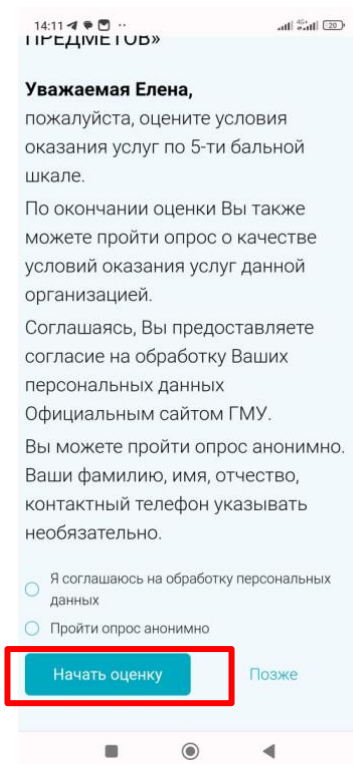 14:11
4G+
20
ПРЕДМЕТОВ»
Уважаемая Елена,
пожалуйста, оцените условия
оказания услуг по 5-ти бальной
шкале.
По окончании оценки Вы также
можете пройти опрос о качестве
условий оказания услуг данной
организацией.
Соглашаясь, Вы предоставляете
согласие на обработку Ваших
персональных данных
Официальным сайтом ГМУ.
Вы можете пройти опрос анонимно.
Ваши фамилию, имя, отчество,
контактный телефон указывать
необязательно.
Я соглашаюсь на обработку персональных
данных
Пройти опрос анонимно
Начать оценку
Позже